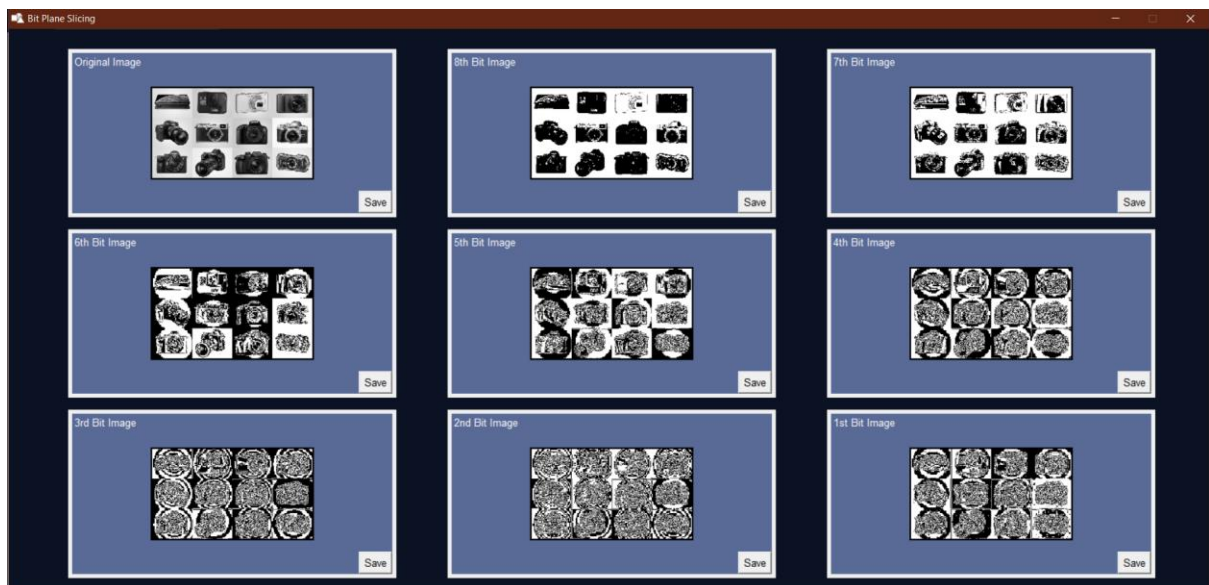 Bit Plane Slicing
Original Image
Save
8th Bit Image
Save
7th Bit Image
Save
6th Bit Image
Save
5th Bit Image
Save
4th Bit Image
Save
3rd Bit Image
Save
2nd Bit Image
Save
1st Bit Image
Save